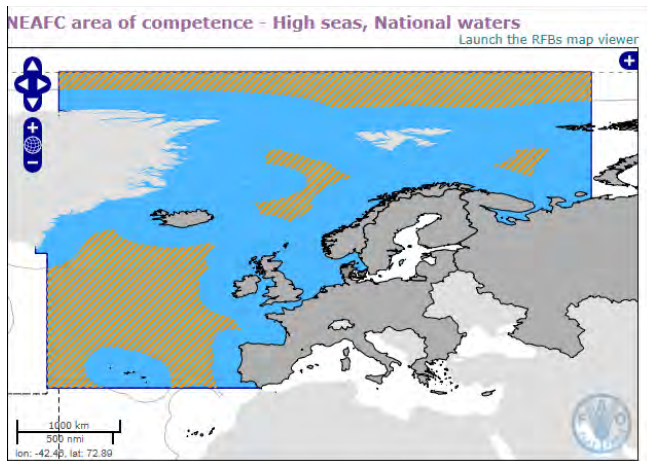 NEAFC area of competence - High seas, National waters
Launch the RFBs map viewer
1000 km
500 nmi
lon: -42.43, lat: 72.89